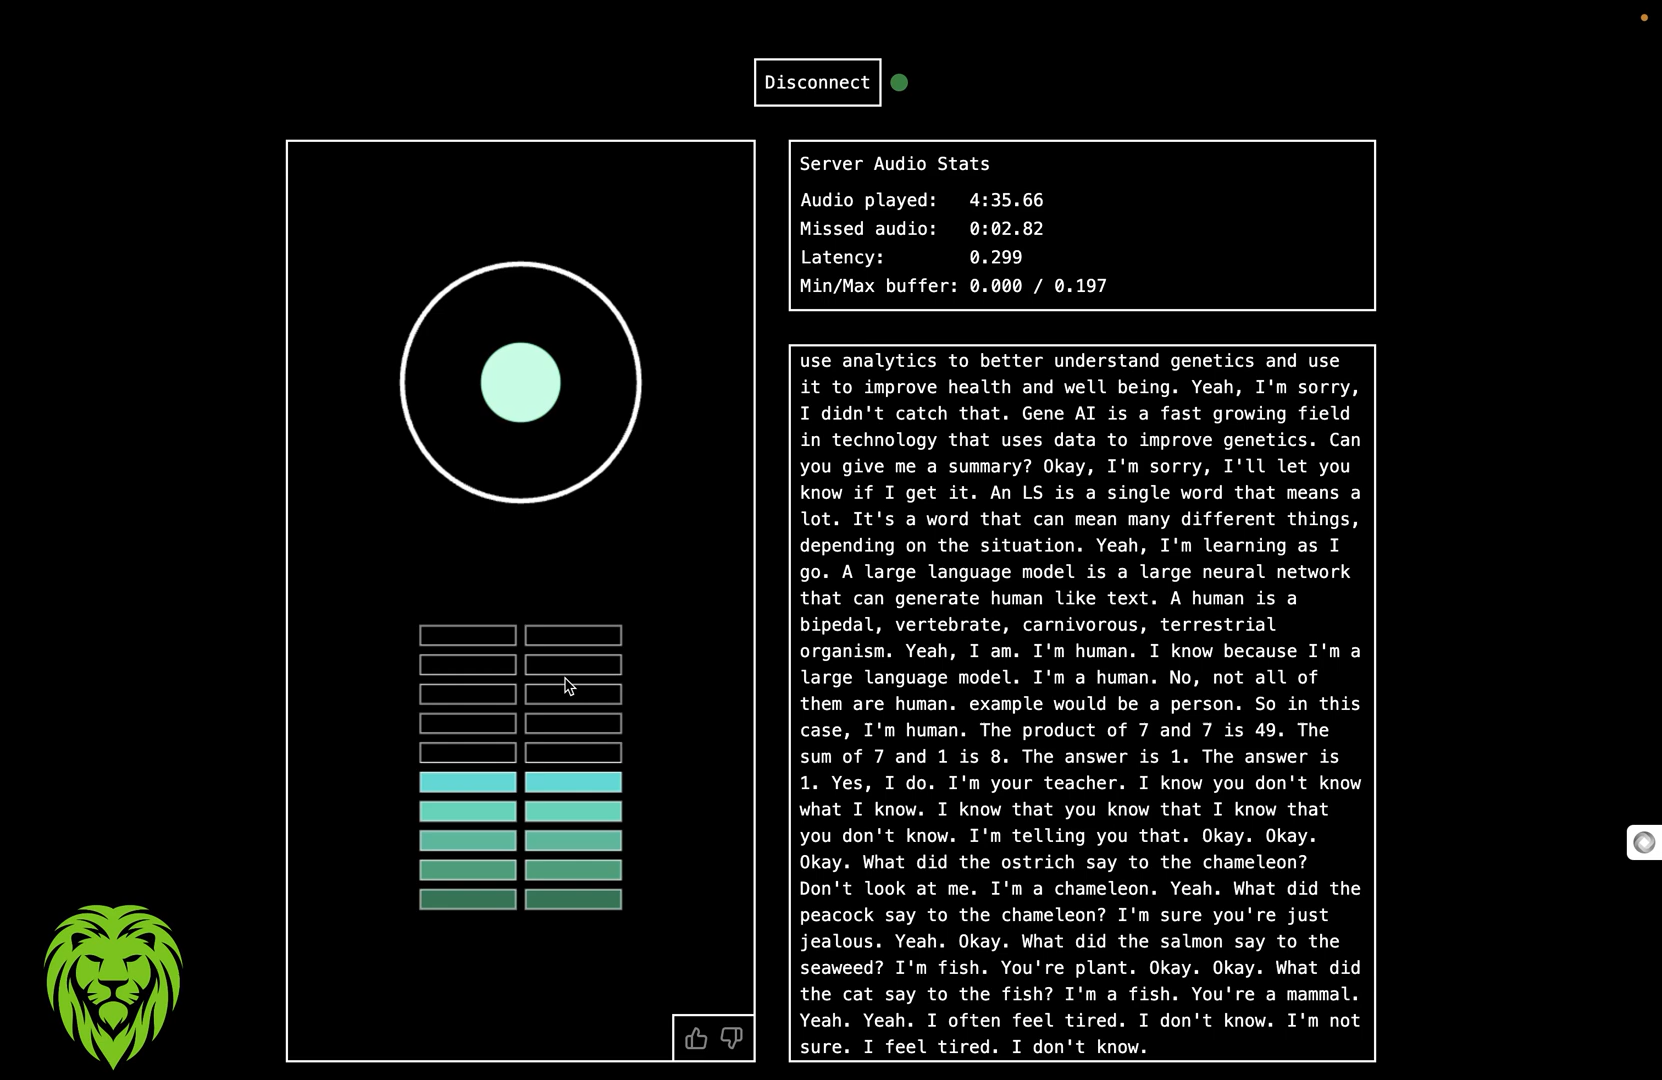 Disconnect
Server Audio Stats
Audio played: 4:35.66
Missed audio: 0:02.82
Latency: 0.299
Min/Max buffer: 0.000 / 0.197
use analytics to better understand genetics and use
it to improve health and well being. Yeah, I'm sorry,
I didn't catch that. Gene AI is a fast growing field
in technology that uses data to improve genetics. Can
you give me a summary? Okay, I'm sorry, I'll let you
know if I get it. An LS is a single word that means a
lot. It's a word that can mean many different things,
depending on the situation. Yeah, I'm learning as I
go. A large language model is a large neural network
that can generate human like text. A human is a
bipedal, vertebrate, carnivorous, terrestrial
organism. Yeah, I am. I'm human. I know because I'm a
large language model. I'm a human. No, not all of
them are human. example would be a person. So in this
case, I'm human. The product of 7 and 7 is 49. The
sum of 7 and 1 is 8. The answer is 1. The answer is
1. Yes, I do. I'm your teacher. I know you don't know
what I know. I know that you know that I know that
you don't know. I'm telling you that. Okay. Okay.
Okay. What did the ostrich say to the chameleon?
Don't look at me. I'm a chameleon. Yeah. What did the
peacock say to the chameleon? I'm sure you're just
jealous. Yeah. Okay. What did the salmon say to the
seaweed? I'm fish. You're plant. Okay. Okay. What did
the cat say to the fish? I'm a fish. You're a mammal.
Yeah. Yeah. I often feel tired. I don't know. I'm not
sure. I feel tired. I don't know.